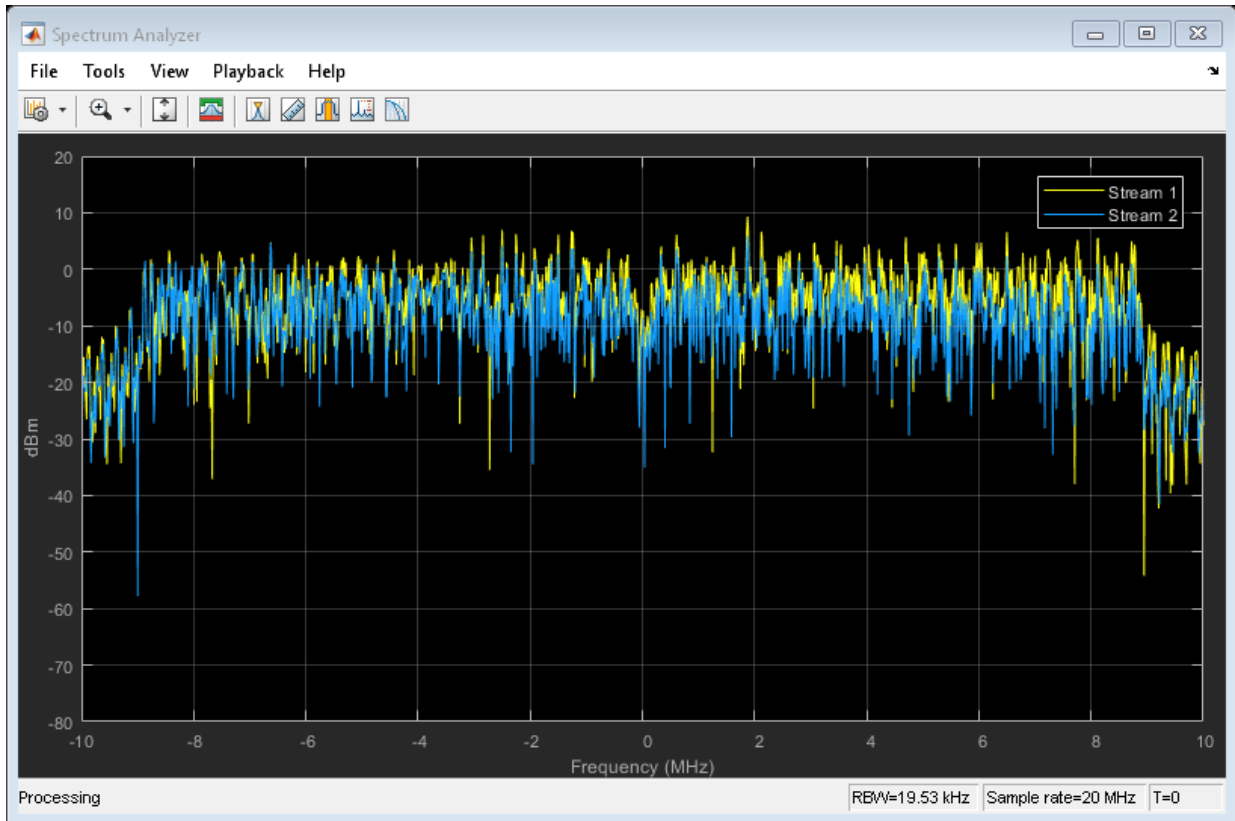 Spectrum Analyzer
File Tools View Playback Help
20
10
0
-10
-20
-30
-40
-50
-60
-70
-80
dBm
Stream 1
Stream 2
-10 -8 -6 -4 -2 0 2 4 6 8 10
Frequency (MHz)
Processing RBW=19.53 kHz Sample rate=20 MHz T=0